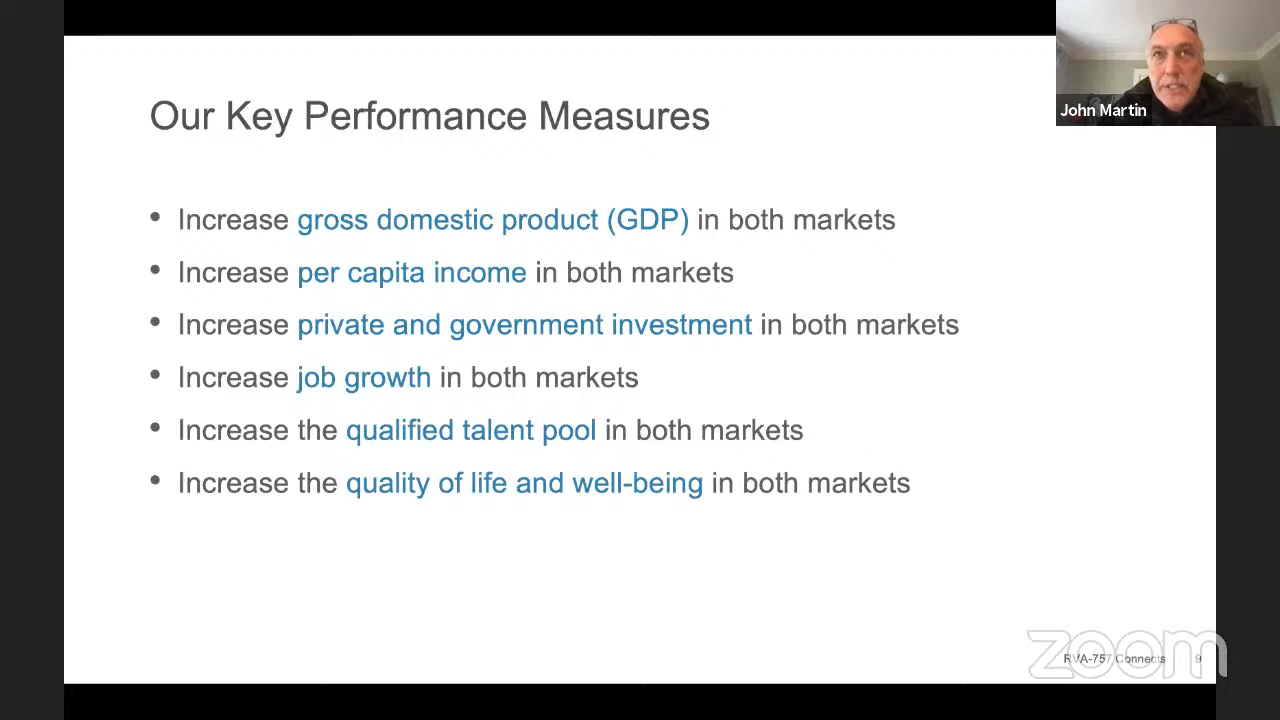 John Martin
Our Key Performance Measures
• Increase gross domestic product (GDP) in both markets
• Increase per capita income in both markets
• Increase private and government investment in both markets
• Increase job growth in both markets
• Increase the qualified talent pool in both markets
• Increase the quality of life and well-being in both markets
RVA-757 Connects 9
zoom